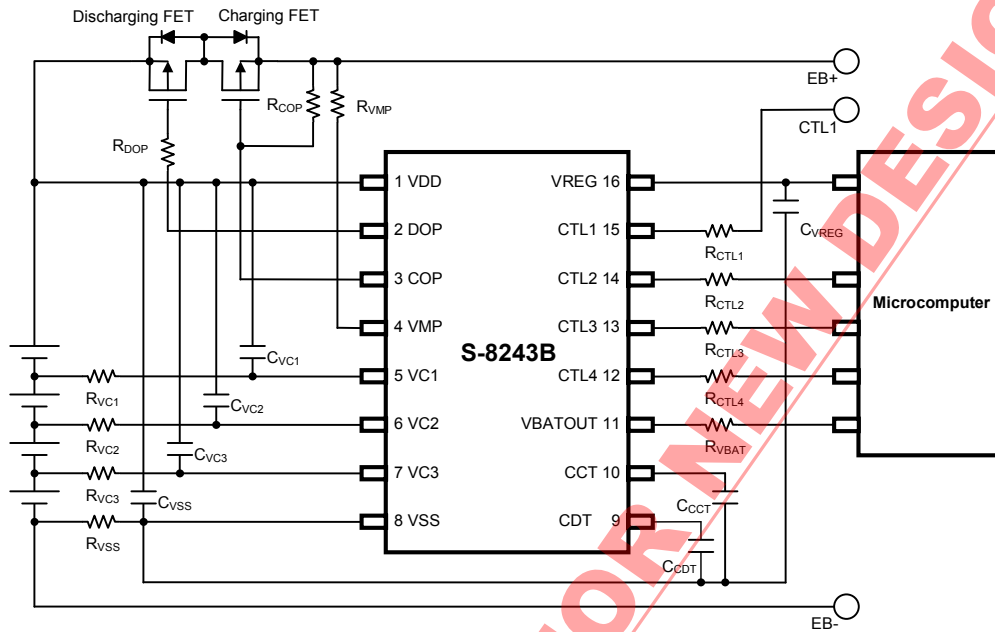 Discharging FET
Charging FET
EB+
RCOP
RVMP
CTL1
RDOP
1 VDD
VREG 16
2 DOP
CTL1 15
CVREG
RCTL1
3 COP
CTL2 14
RCTL2
Microcomputer
4 VMP
CTL3 13
S-8243B
RCTL3
CVC1
5 VC1
CTL4 12
RVC1
RCTL4
CVC2
6 VC2
VBATOUT 11
RVC2
RVBAT
CVC3
7 VC3
CCT 10
RVC3
CVSS
CCCT
8 VSS
CDT 9
RVSS
CCDT
EB-
OR NEW DESIG